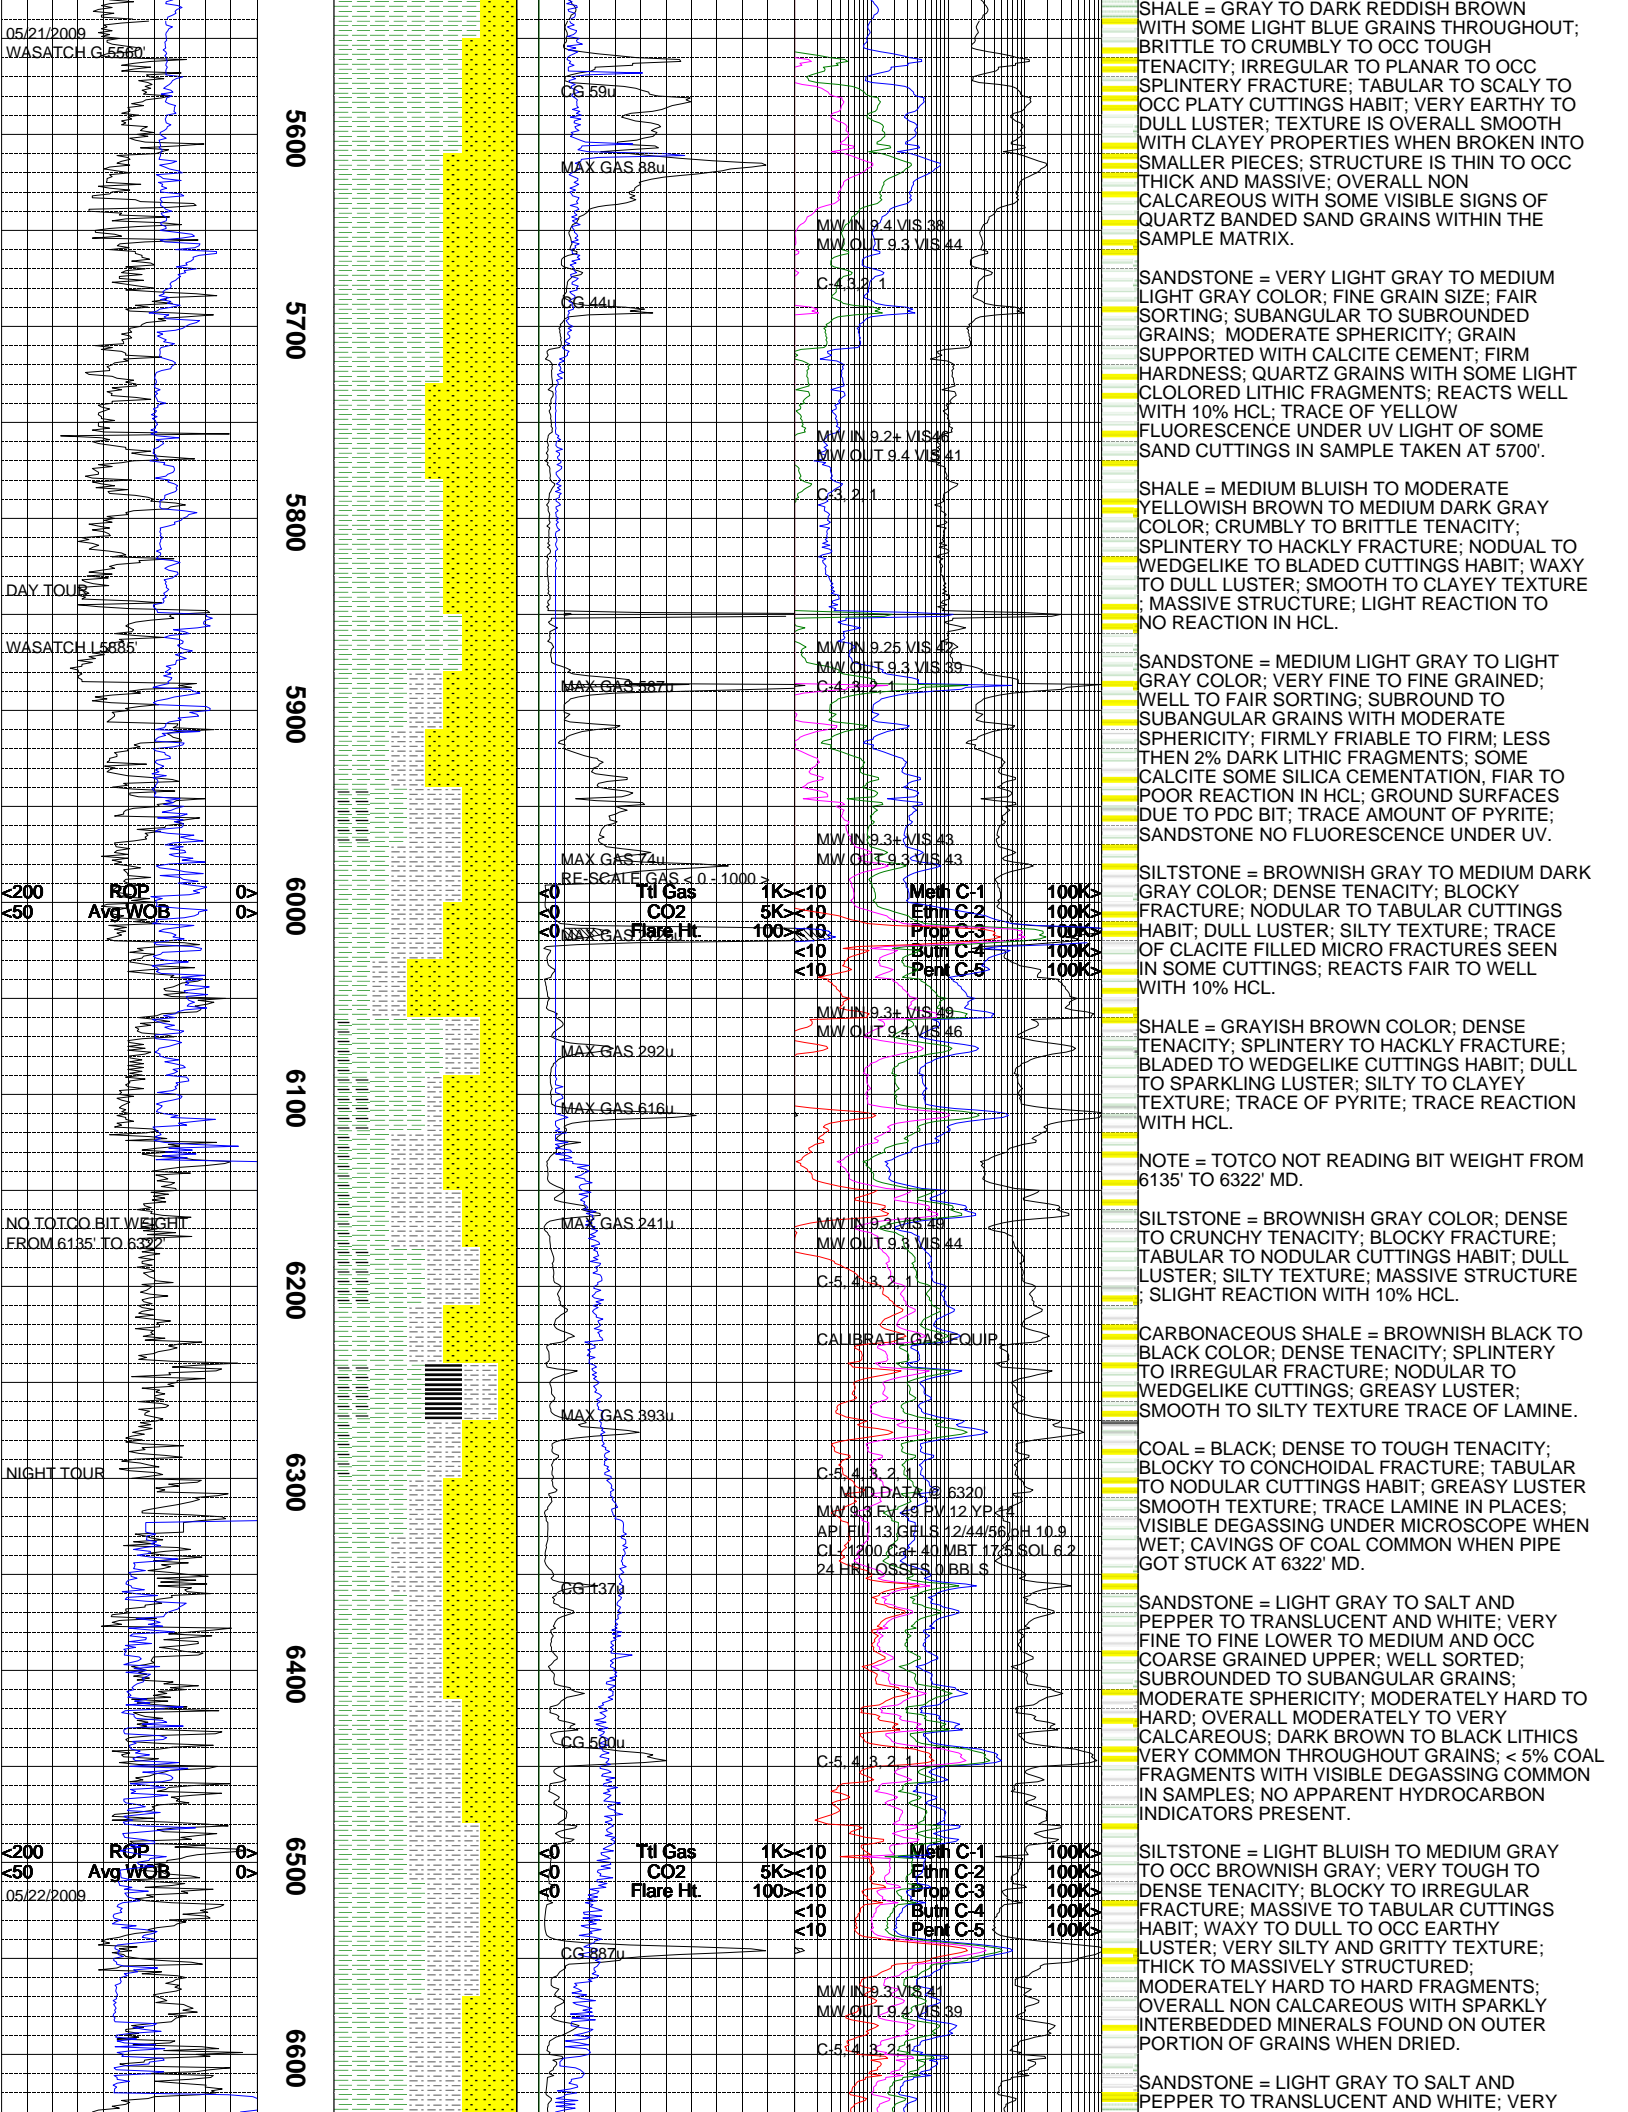 05/21/2009
WASATCH G 5560'
DAY TOUR
WASATCH I 5885'
<200 ROP 0>
<50 Avg WOB 0>
NO TOTCO BIT WEIGHT
FROM 6135' TO 6322'
NIGHT TOUR
<200 ROP 0>
<50 Avg WOB 0>
05/22/2009
5600
5700
5800
5900
6000
6100
6200
6300
6400
6500
6600
CG 59u
MAX GAS 88u
CG 44u
MAX GAS 587u
MAX GAS 74u
RE-SCALE GAS < 0 - 1000 >
<0 Ttl Gas 1K>
<0 CO2 5K>
<0 Flare Ht. 100>
MAX GAS
MAX GAS 292u
MAX GAS 616u
MAX GAS 241u
MAX GAS 393u
CG 137u
CG 500u
<0 Ttl Gas 1K>
<0 CO2 5K>
<0 Flare Ht. 100>
CG 887u
MW IN 9.4 VIS 38
MW OUT 9.3 VIS 44
C-4,3,2, 1
MW IN 9.2+ VIS46
MW OUT 9.4 VIS 41
C-3, 2, 1
MW IN 9.25 VIS 42
MW OUT 9.3 VIS 39
C-4, 3, 2, 1
MW IN 9.3+ VIS 43
MW OUT 9.3 VIS 43
<10 Meth C-1 100K>
<10 Ethn C-2 100K>
<10 Prop C-3 100K>
<10 Butn C-4 100K>
<10 Pent C-5 100K>
MW IN 9.3+ VIS 49
MW OUT 9.4 VIS 46
MW IN 9.3 VIS 49
MW OUT 9.3 VIS 44
C-5, 4, 3, 2, 1
CALIBRATE GAS EQUIP
C-5, 4, 3, 2, 1
MUD DATA @ 6320
MW 9.3 FV 49 PV 12 YP 14
API FIL 13 GELS 12/44/56 pH 10.9
CL- 1200 Ca+ 40 MBT 17.5 SOL 6.2
24 HR LOSSES 0 BBLS
C-5, 4, 3, 2, 1
<10 Meth C-1 100K>
<10 Ethn C-2 100K>
<10 Prop C-3 100K>
<10 Butn C-4 100K>
<10 Pent C-5 100K>
MW IN 9.3 VIS 41
MW OUT 9.4 VIS 39
C-5, 4, 3, 2, 1
SHALE = GRAY TO DARK REDDISH BROWN
WITH SOME LIGHT BLUE GRAINS THROUGHOUT;
BRITTLE TO CRUMBLY TO OCC TOUGH
TENACITY; IRREGULAR TO PLANAR TO OCC
SPLINTERY FRACTURE; TABULAR TO SCALY TO
OCC PLATY CUTTINGS HABIT; VERY EARTHY TO
DULL LUSTER; TEXTURE IS OVERALL SMOOTH
WITH CLAYEY PROPERTIES WHEN BROKEN INTO
SMALLER PIECES; STRUCTURE IS THIN TO OCC
THICK AND MASSIVE; OVERALL NON
CALCAREOUS WITH SOME VISIBLE SIGNS OF
QUARTZ BANDED SAND GRAINS WITHIN THE
SAMPLE MATRIX.
SANDSTONE = VERY LIGHT GRAY TO MEDIUM
LIGHT GRAY COLOR; FINE GRAIN SIZE; FAIR
SORTING; SUBANGULAR TO SUBROUNDED
GRAINS; MODERATE SPHERICITY; GRAIN
SUPPORTED WITH CALCITE CEMENT; FIRM
HARDNESS; QUARTZ GRAINS WITH SOME LIGHT
CLOLORED LITHIC FRAGMENTS; REACTS WELL
WITH 10% HCL; TRACE OF YELLOW
FLUORESCENCE UNDER UV LIGHT OF SOME
SAND CUTTINGS IN SAMPLE TAKEN AT 5700'.
SHALE = MEDIUM BLUISH TO MODERATE
YELLOWISH BROWN TO MEDIUM DARK GRAY
COLOR; CRUMBLY TO BRITTLE TENACITY;
SPLINTERY TO HACKLY FRACTURE; NODUAL TO
WEDGELIKE TO BLADED CUTTINGS HABIT; WAXY
TO DULL LUSTER; SMOOTH TO CLAYEY TEXTURE
; MASSIVE STRUCTURE; LIGHT REACTION TO
NO REACTION IN HCL.
SANDSTONE = MEDIUM LIGHT GRAY TO LIGHT
GRAY COLOR; VERY FINE TO FINE GRAINED;
WELL TO FAIR SORTING; SUBROUND TO
SUBANGULAR GRAINS WITH MODERATE
SPHERICITY; FIRMLY FRIABLE TO FIRM; LESS
THEN 2% DARK LITHIC FRAGMENTS; SOME
CALCITE SOME SILICA CEMENTATION, FIAR TO
POOR REACTION IN HCL; GROUND SURFACES
DUE TO PDC BIT; TRACE AMOUNT OF PYRITE;
SANDSTONE NO FLUORESCENCE UNDER UV.
SILTSTONE = BROWNISH GRAY TO MEDIUM DARK
GRAY COLOR; DENSE TENACITY; BLOCKY
FRACTURE; NODULAR TO TABULAR CUTTINGS
HABIT; DULL LUSTER; SILTY TEXTURE; TRACE
OF CLACITE FILLED MICRO FRACTURES SEEN
IN SOME CUTTINGS; REACTS FAIR TO WELL
WITH 10% HCL.
SHALE = GRAYISH BROWN COLOR; DENSE
TENACITY; SPLINTERY TO HACKLY FRACTURE;
BLADED TO WEDGELIKE CUTTINGS HABIT; DULL
TO SPARKLING LUSTER; SILTY TO CLAYEY
TEXTURE; TRACE OF PYRITE; TRACE REACTION
WITH HCL.
NOTE = TOTCO NOT READING BIT WEIGHT FROM
6135' TO 6322' MD.
SILTSTONE = BROWNISH GRAY COLOR; DENSE
TO CRUNCHY TENACITY; BLOCKY FRACTURE;
TABULAR TO NODULAR CUTTINGS HABIT; DULL
LUSTER; SILTY TEXTURE; MASSIVE STRUCTURE
; SLIGHT REACTION WITH 10% HCL.
CARBONACEOUS SHALE = BROWNISH BLACK TO
BLACK COLOR; DENSE TENACITY; SPLINTERY
TO IRREGULAR FRACTURE; NODULAR TO
WEDGELIKE CUTTINGS; GREASY LUSTER;
SMOOTH TO SILTY TEXTURE TRACE OF LAMINE.
COAL = BLACK; DENSE TO TOUGH TENACITY;
BLOCKY TO CONCHOIDAL FRACTURE; TABULAR
TO NODULAR CUTTINGS HABIT; GREASY LUSTER
SMOOTH TEXTURE; TRACE LAMINE IN PLACES;
VISIBLE DEGASSING UNDER MICROSCOPE WHEN
WET; CAVINGS OF COAL COMMON WHEN PIPE
GOT STUCK AT 6322' MD.
SANDSTONE = LIGHT GRAY TO SALT AND
PEPPER TO TRANSLUCENT AND WHITE; VERY
FINE TO FINE LOWER TO MEDIUM AND OCC
COARSE GRAINED UPPER; WELL SORTED;
SUBROUNDED TO SUBANGULAR GRAINS;
MODERATE SPHERICITY; MODERATELY HARD TO
HARD; OVERALL MODERATELY TO VERY
CALCAREOUS; DARK BROWN TO BLACK LITHICS
VERY COMMON THROUGHOUT GRAINS; < 5% COAL
FRAGMENTS WITH VISIBLE DEGASSING COMMON
IN SAMPLES; NO APPARENT HYDROCARBON
INDICATORS PRESENT.
SILTSTONE = LIGHT BLUISH TO MEDIUM GRAY
TO OCC BROWNISH GRAY; VERY TOUGH TO
DENSE TENACITY; BLOCKY TO IRREGULAR
FRACTURE; MASSIVE TO TABULAR CUTTINGS
HABIT; WAXY TO DULL TO OCC EARTHY
LUSTER; VERY SILTY AND GRITTY TEXTURE;
THICK TO MASSIVELY STRUCTURED;
MODERATELY HARD TO HARD FRAGMENTS;
OVERALL NON CALCAREOUS WITH SPARKLY
INTERBEDDED MINERALS FOUND ON OUTER
PORTION OF GRAINS WHEN DRIED.
SANDSTONE = LIGHT GRAY TO SALT AND
PEPPER TO TRANSLUCENT AND WHITE; VERY